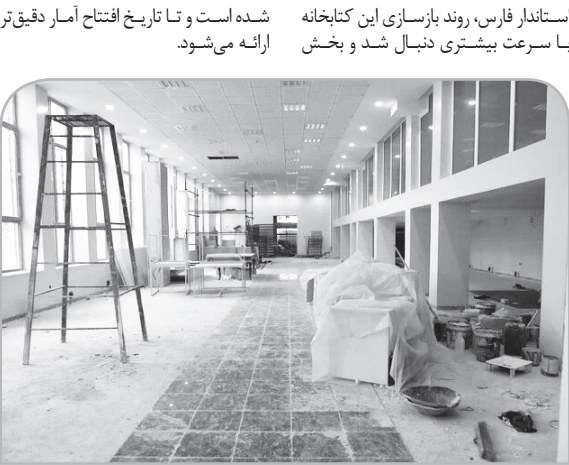 استاندار فارس، روند بازسازی این کتابخانه
با سرعت بیشتری دنبال شد و بخش
شده است و تا تاریخ افتتاح آمار دقیق‌تر
ارائه می‌شود.